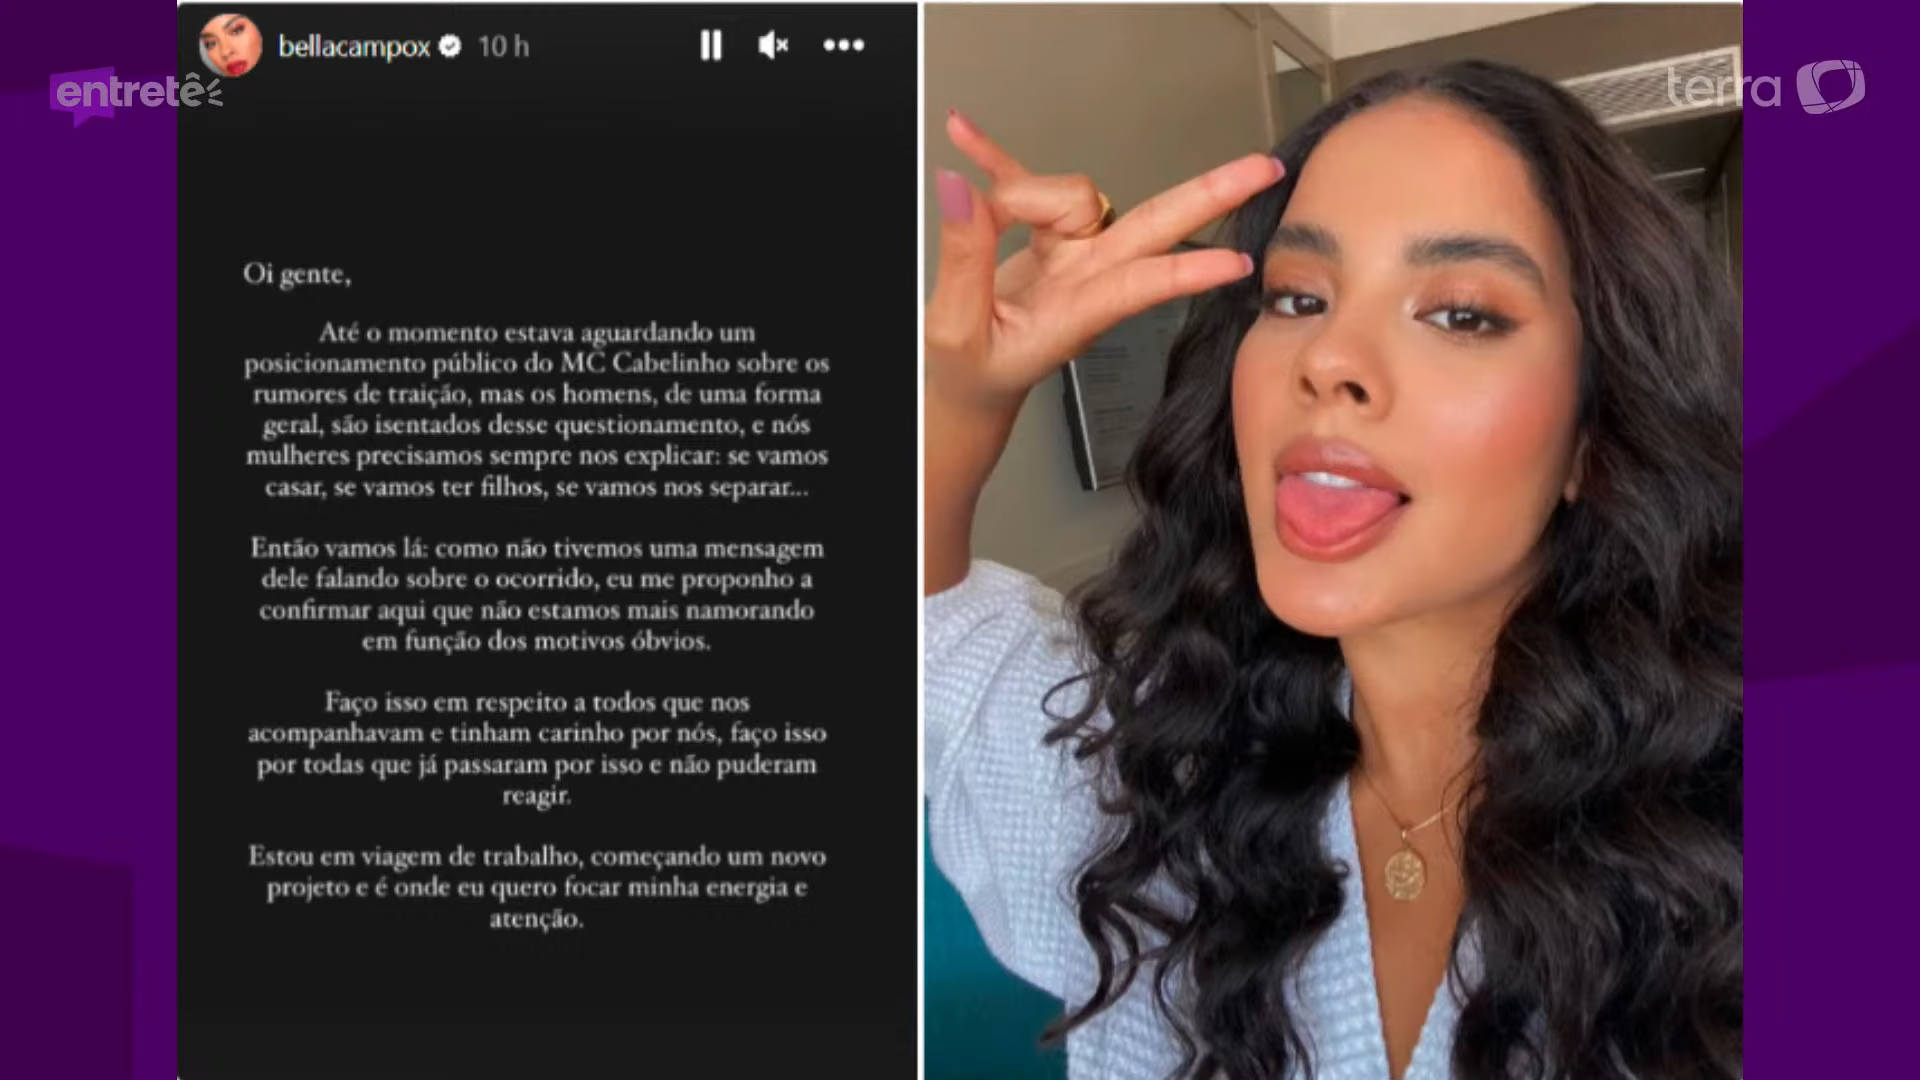 bellacampox 10 h
entretê
terra
Oi gente,
Até o momento estava aguardando um
posicionamento público do MC Cabelinho sobre os
rumores de traição, mas os homens, de uma forma
geral, são isentados desse questionamento, e nós
mulheres precisamos sempre nos explicar: se vamos
casar, se vamos ter filhos, se vamos nos separar...
Então vamos lá: como não tivemos uma mensagem
dele falando sobre o ocorrido, eu me proponho a
confirmar aqui que não estamos mais namorando
em função dos motivos óbvios.
Faço isso em respeito a todos que nos
acompanhavam e tinham carinho por nós, faço isso
por todas que já passaram por isso e não puderam
reagir.
Estou em viagem de trabalho, começando um novo
projeto e é onde eu quero focar minha energia e
atenção.